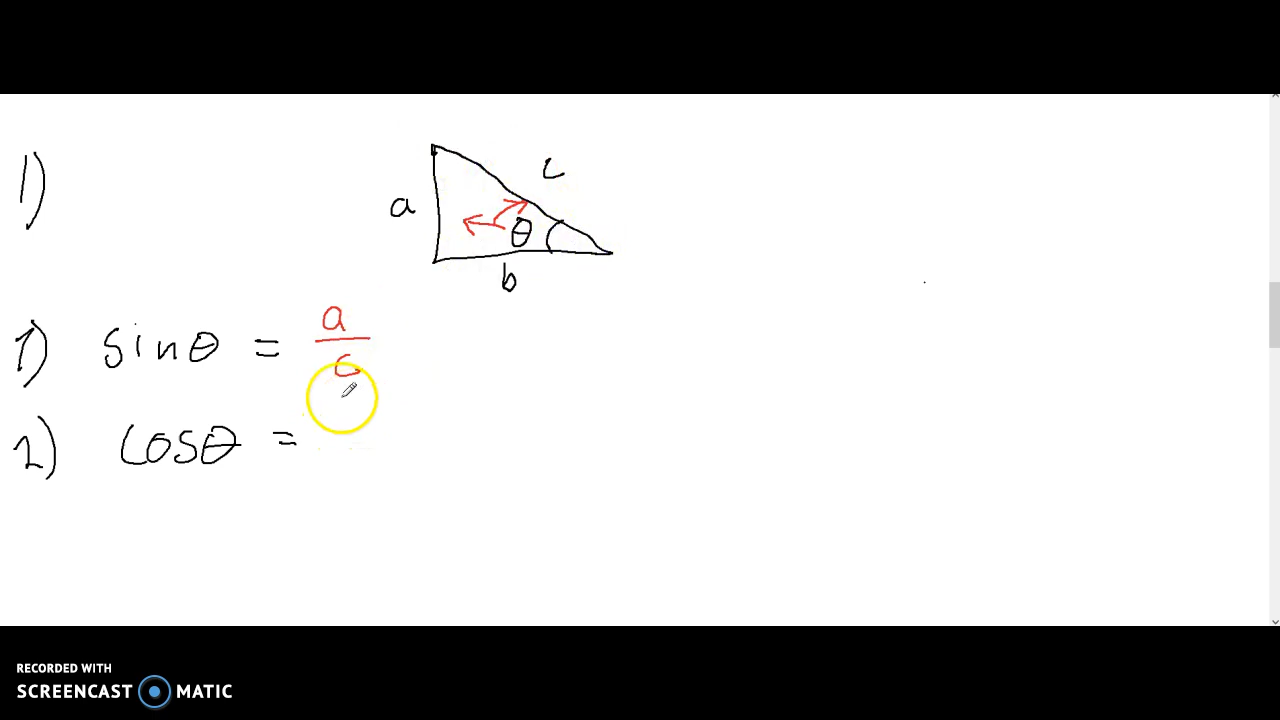 1)
c
a
θ
b
1) sinθ = a/c
2) cosθ =
RECORDED WITH
SCREENCAST MATIC